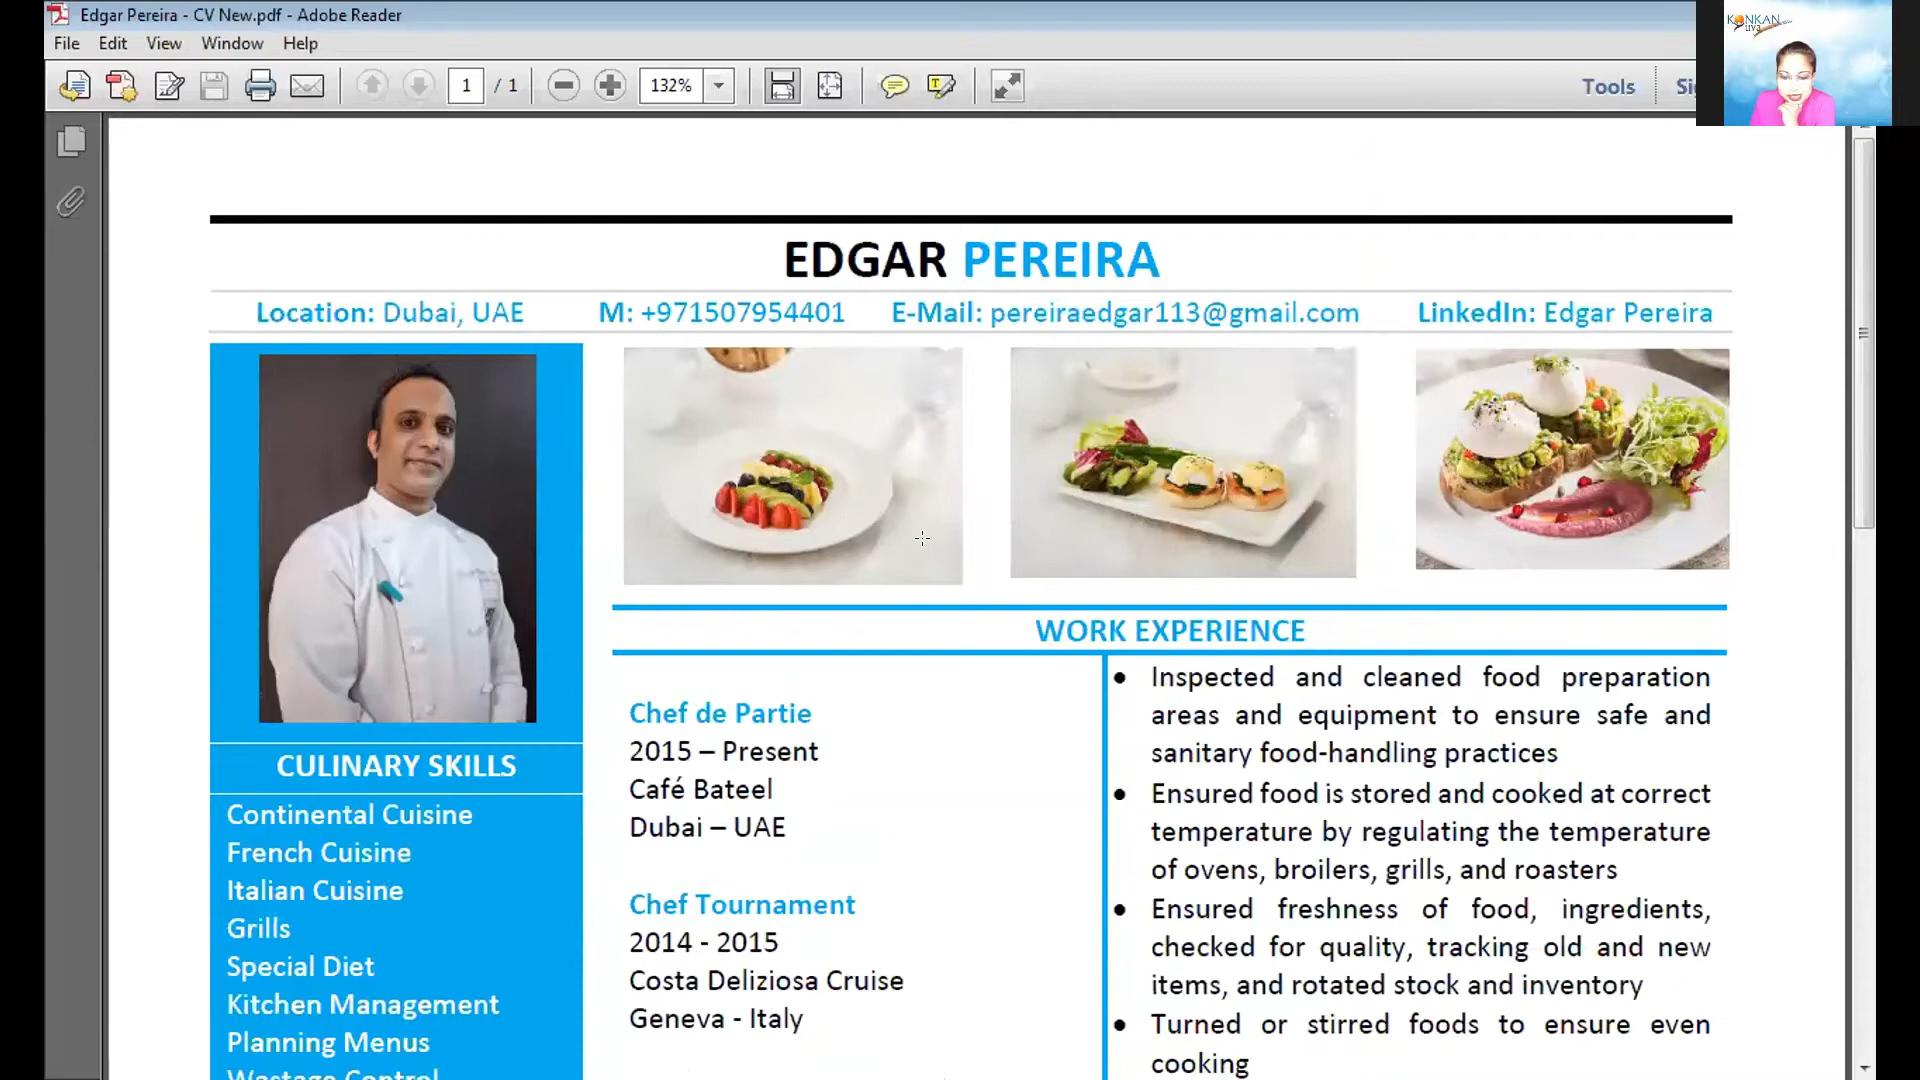 Edgar Pereira - CV New.pdf - Adobe Reader
File Edit View Window Help
1 / 1 132% Tools
KONKAN
EDGAR PEREIRA
Location: Dubai, UAE M: +971507954401 E-Mail: pereiraedgar113@gmail.com LinkedIn: Edgar Pereira
CULINARY SKILLS
Continental Cuisine
French Cuisine
Italian Cuisine
Grills
Special Diet
Kitchen Management
Planning Menus
Wastage Control
WORK EXPERIENCE
Chef de Partie
2015 – Present
Café Bateel
Dubai – UAE
Chef Tournament
2014 - 2015
Costa Deliziosa Cruise
Geneva - Italy
• Inspected and cleaned food preparation
areas and equipment to ensure safe and
sanitary food-handling practices
• Ensured food is stored and cooked at correct
temperature by regulating the temperature
of ovens, broilers, grills, and roasters
• Ensured freshness of food, ingredients,
checked for quality, tracking old and new
items, and rotated stock and inventory
• Turned or stirred foods to ensure even
cooking